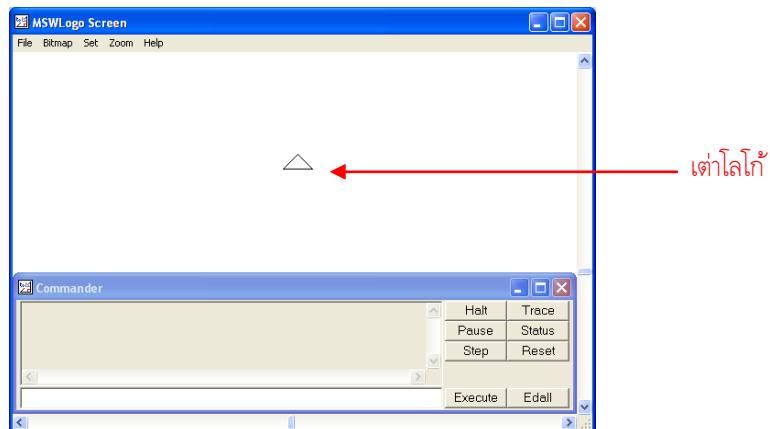 MSWLogo Screen
File Bitmap Set Zoom Help
เต่าโลโก้
Commander
Halt Trace
Pause Status
Step Reset
Execute Edall